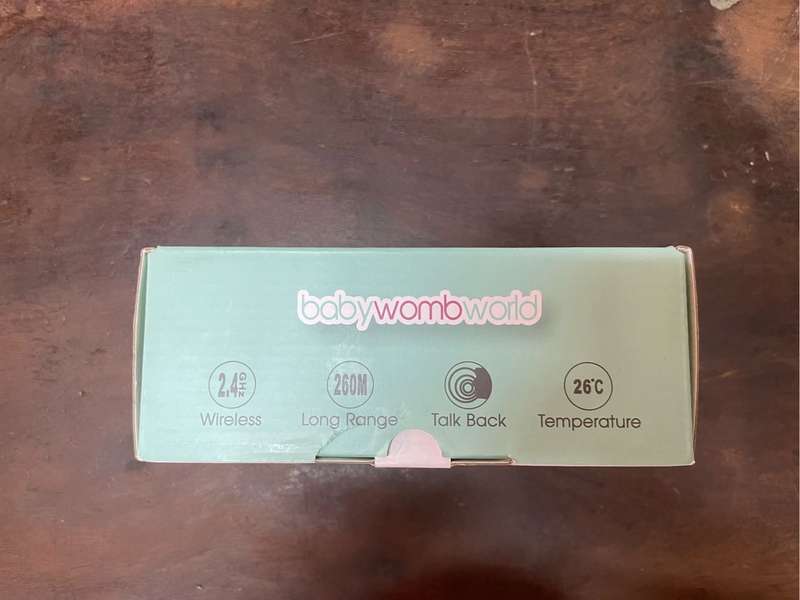 babywombworld
2.4GHz 260M 26°C
Wireless Long Range Talk Back Temperature